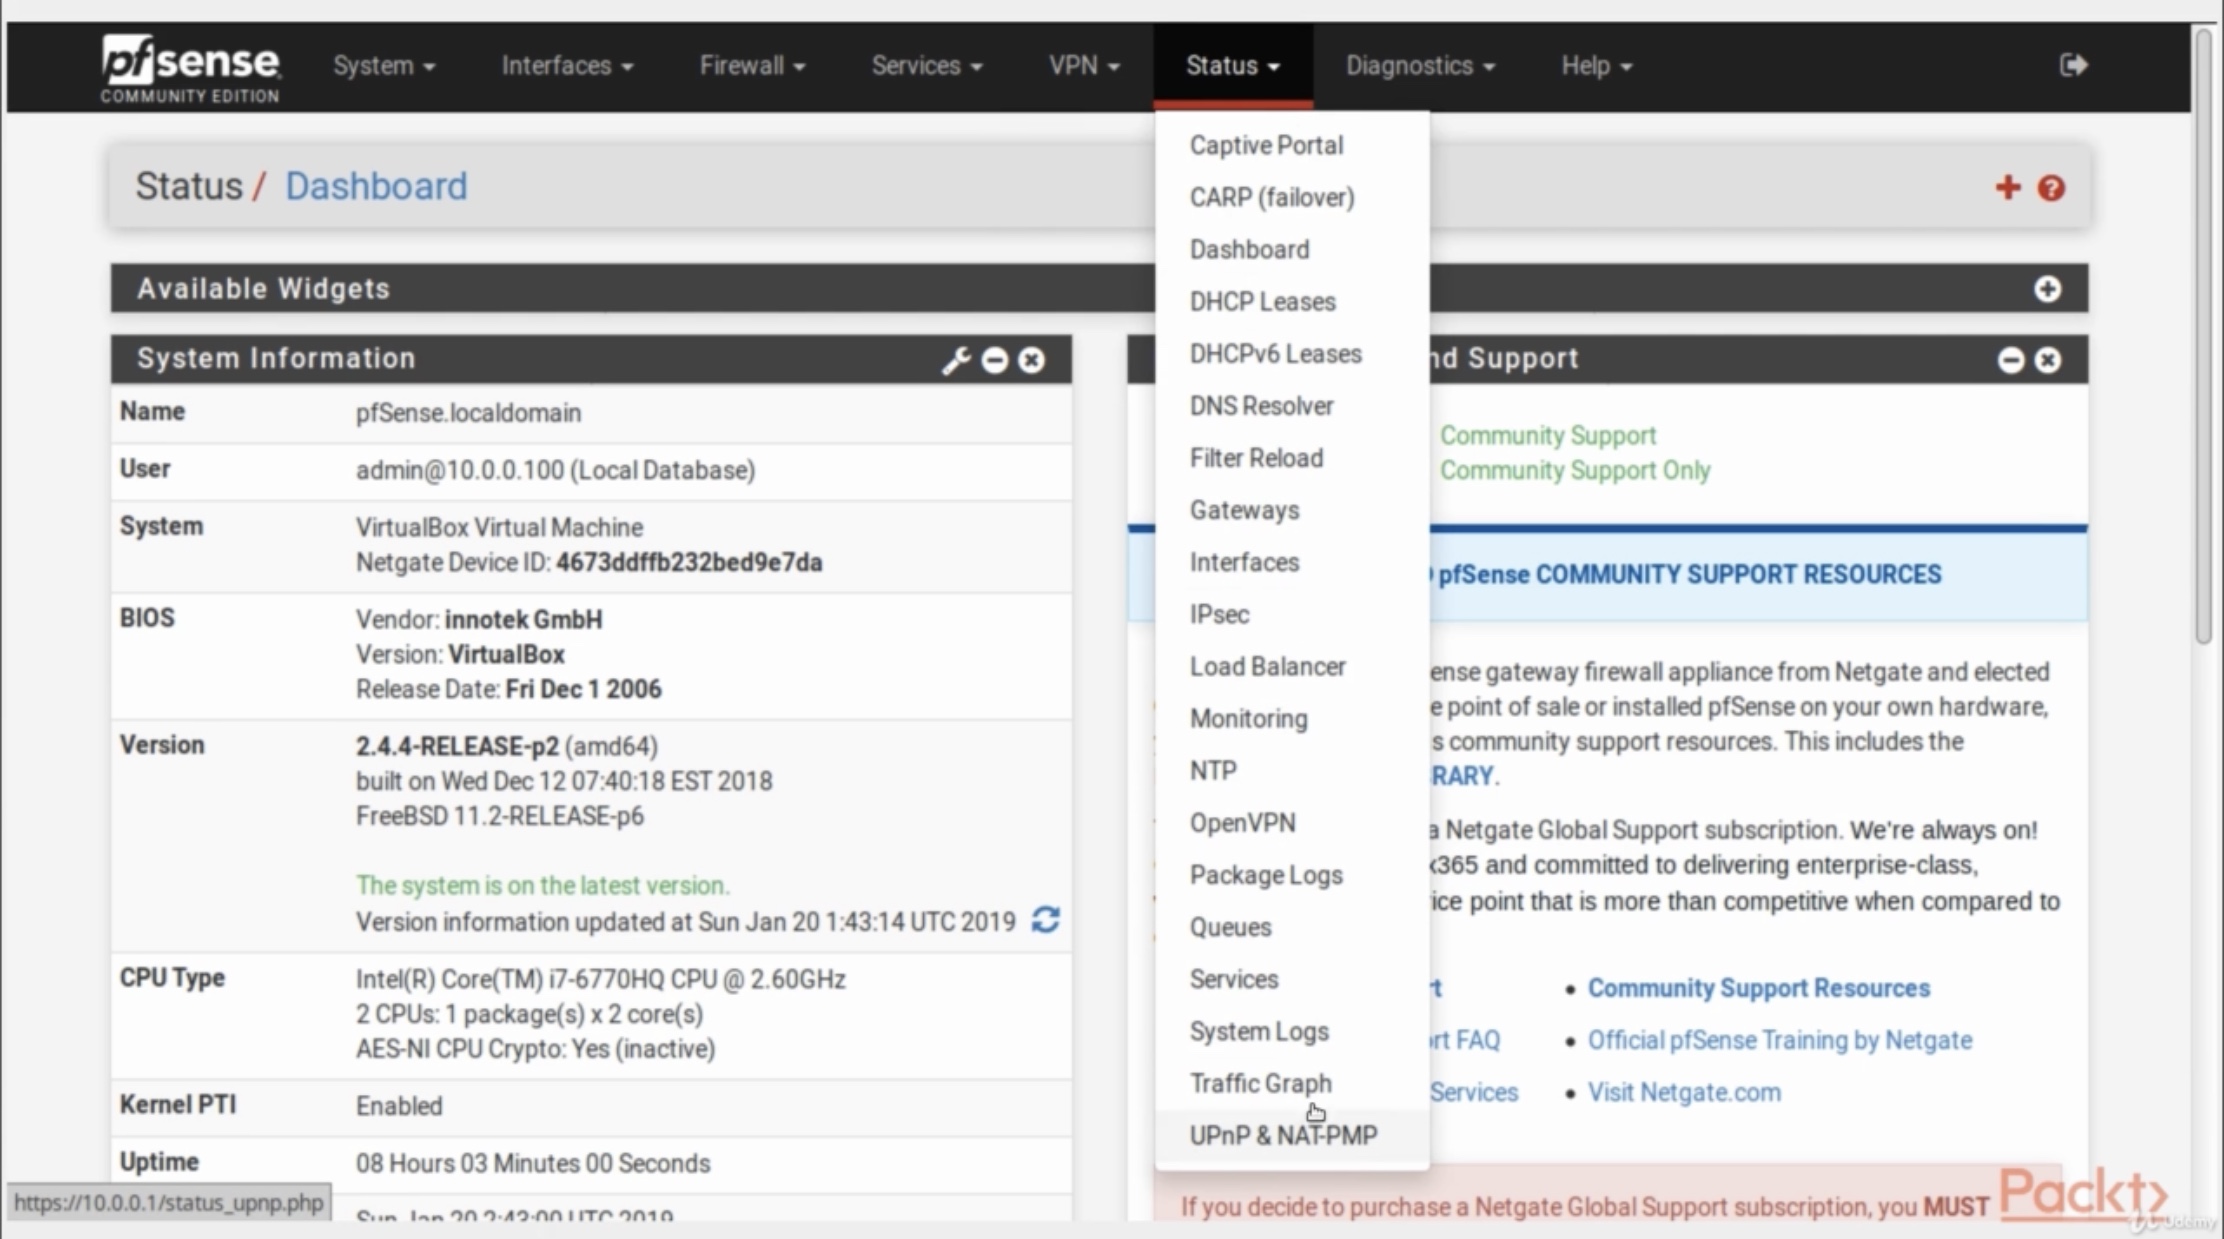 pfsense
COMMUNITY EDITION
System
Interfaces
Firewall
Services
VPN
Status
Diagnostics
Help
Status / Dashboard
Captive Portal
CARP (failover)
Dashboard
DHCP Leases
DHCPv6 Leases
DNS Resolver
Filter Reload
Gateways
Interfaces
IPsec
Load Balancer
Monitoring
NTP
OpenVPN
Package Logs
Queues
Services
System Logs
Traffic Graph
UPnP & NAT-PMP
Available Widgets
System Information
Name pfSense.localdomain
User admin@10.0.0.100 (Local Database)
System VirtualBox Virtual Machine
Netgate Device ID: 4673ddffb232bed9e7da
BIOS Vendor: innotek GmbH
Version: VirtualBox
Release Date: Fri Dec 1 2006
Version 2.4.4-RELEASE-p2 (amd64)
built on Wed Dec 12 07:40:18 EST 2018
FreeBSD 11.2-RELEASE-p6
The system is on the latest version.
Version information updated at Sun Jan 20 1:43:14 UTC 2019
CPU Type Intel(R) Core(TM) i7-6770HQ CPU @ 2.60GHz
2 CPUs: 1 package(s) x 2 core(s)
AES-NI CPU Crypto: Yes (inactive)
Kernel PTI Enabled
Uptime 08 Hours 03 Minutes 00 Seconds
Sun Jan 20 2:43:00 UTC 2019
https://10.0.0.1/status_upnp.php
nd Support
Community Support
Community Support Only
pfSense COMMUNITY SUPPORT RESOURCES
ense gateway firewall appliance from Netgate and elected
e point of sale or installed pfSense on your own hardware,
s community support resources. This includes the
RARY.
a Netgate Global Support subscription. We're always on!
x365 and committed to delivering enterprise-class,
ice point that is more than competitive when compared to
rt
• Community Support Resources
rt FAQ
• Official pfSense Training by Netgate
Services
• Visit Netgate.com
If you decide to purchase a Netgate Global Support subscription, you MUST
Packt
Udemy